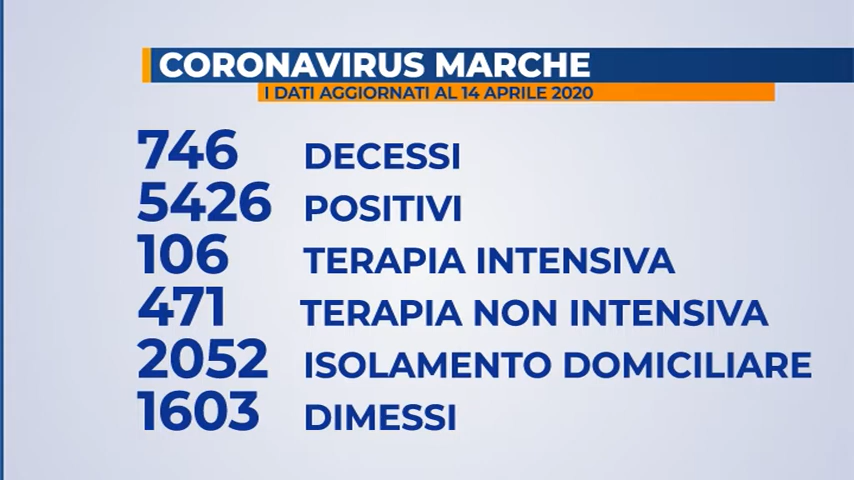 CORONAVIRUS MARCHE
I DATI AGGIORNATI AL 14 APRILE 2020
746 DECESSI
5426 POSITIVI
106 TERAPIA INTENSIVA
471 TERAPIA NON INTENSIVA
2052 ISOLAMENTO DOMICILIARE
1603 DIMESSI